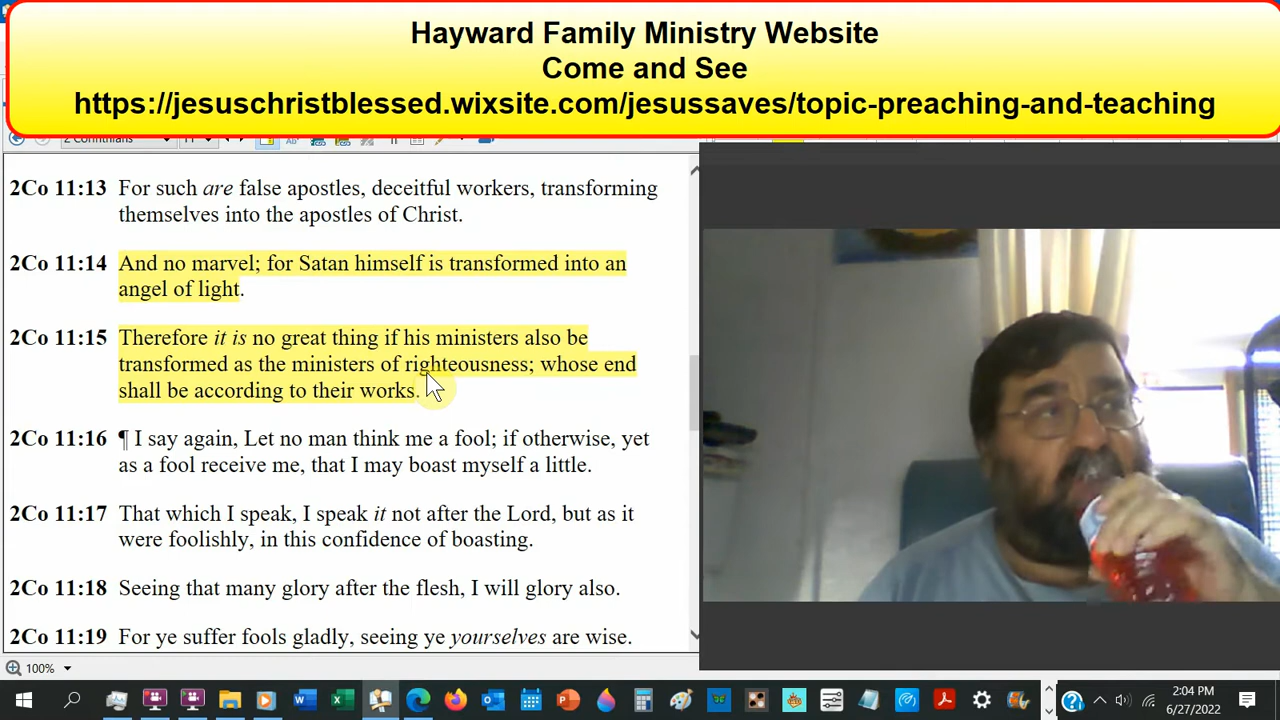 Hayward Family Ministry Website
Come and See
https://jesuschristblessed.wixsite.com/jesussaves/topic-preaching-and-teaching
2 Corinthians 11
2Co 11:13 For such are false apostles, deceitful workers, transforming
themselves into the apostles of Christ.
2Co 11:14 And no marvel; for Satan himself is transformed into an
angel of light.
2Co 11:15 Therefore it is no great thing if his ministers also be
transformed as the ministers of righteousness; whose end
shall be according to their works.
2Co 11:16 ¶ I say again, Let no man think me a fool; if otherwise, yet
as a fool receive me, that I may boast myself a little.
2Co 11:17 That which I speak, I speak it not after the Lord, but as it
were foolishly, in this confidence of boasting.
2Co 11:18 Seeing that many glory after the flesh, I will glory also.
2Co 11:19 For ye suffer fools gladly, seeing ye yourselves are wise.
100%
2:04 PM
6/27/2022